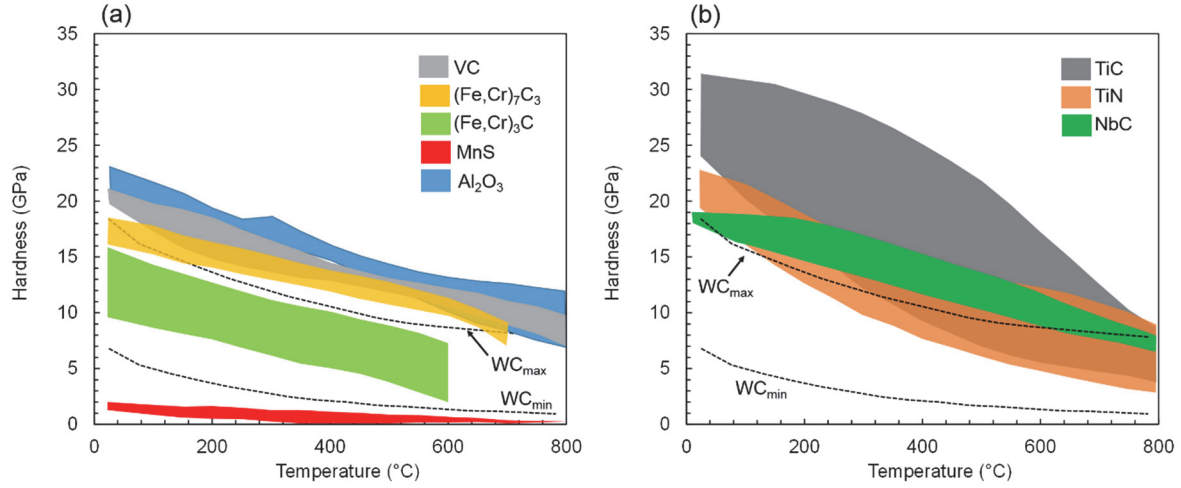 (a)
35
30
25
20
15
10
5
0
Hardness (GPa)
VC
(Fe,Cr)₇C₃
(Fe,Cr)₃C
MnS
Al₂O₃
WCmax
WCmin
0 200 400 600 800
Temperature (°C)
(b)
35
30
25
20
15
10
5
0
Hardness (GPa)
TiC
TiN
NbC
WCmax
WCmin
0 200 400 600 800
Temperature (°C)